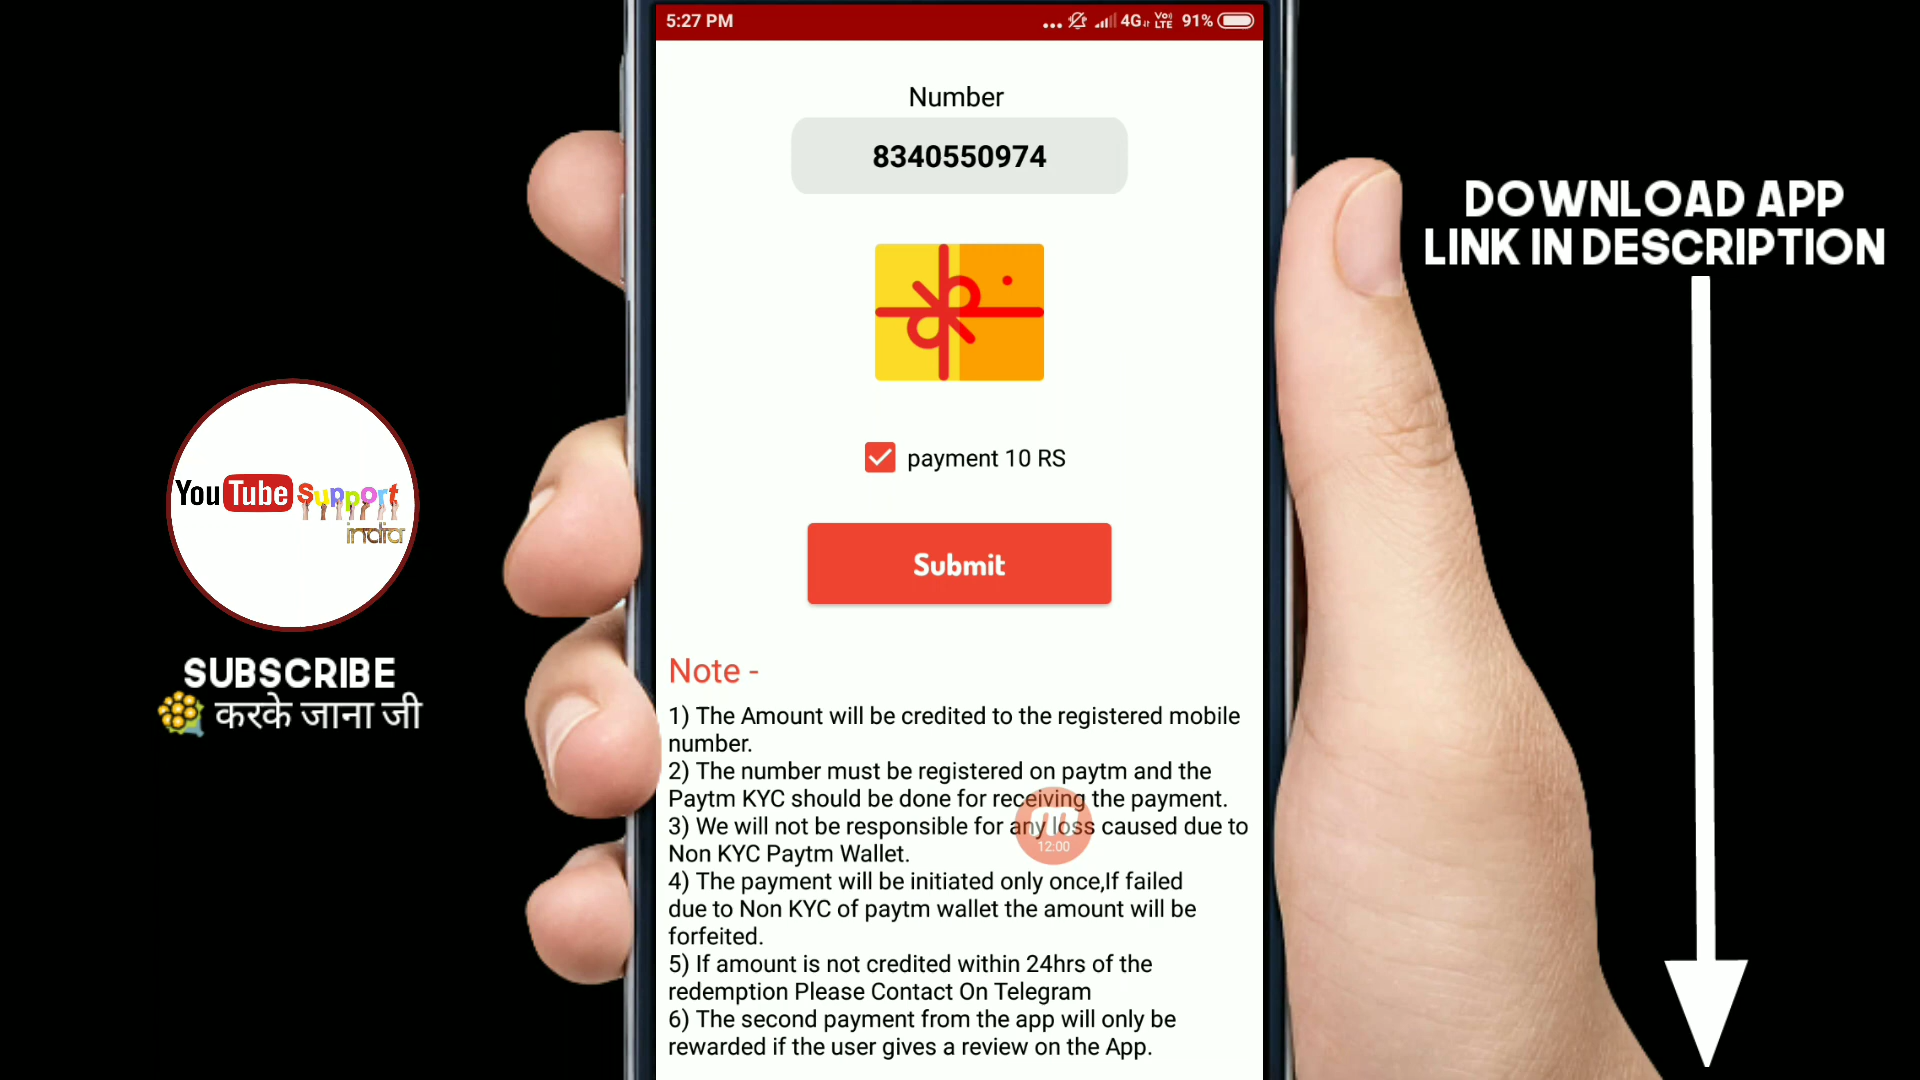 5:27 PM
4G VoLTE 91%
Number
8340550974
payment 10 RS
Submit
Note -
1) The Amount will be credited to the registered mobile
number.
2) The number must be registered on paytm and the
Paytm KYC should be done for receiving the payment.
3) We will not be responsible for any loss caused due to
Non KYC Paytm Wallet.
12:00
4) The payment will be initiated only once,If failed
due to Non KYC of paytm wallet the amount will be
forfeited.
5) If amount is not credited within 24hrs of the
redemption Please Contact On Telegram
6) The second payment from the app will only be
rewarded if the user gives a review on the App.
YouTube Support
india
SUBSCRIBE
करके जाना जी
DOWNLOAD APP
LINK IN DESCRIPTION